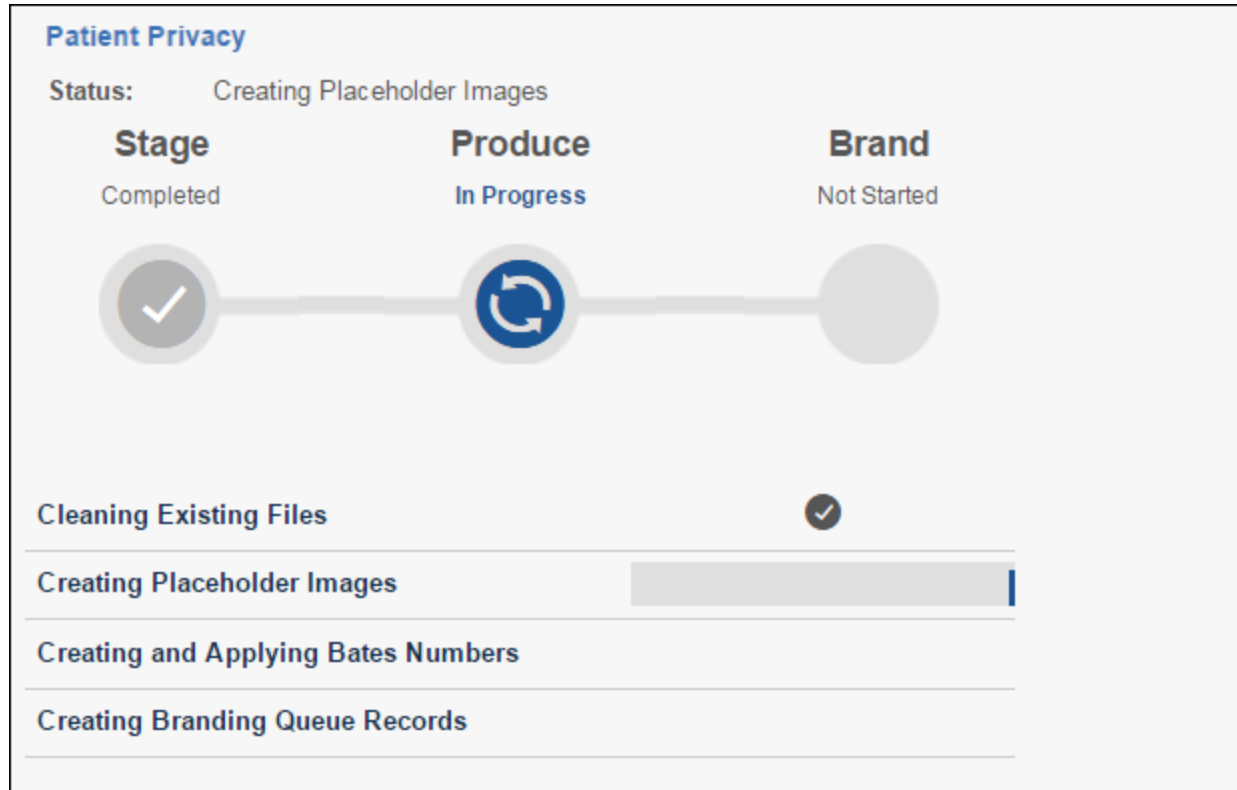 Patient Privacy
Status: Creating Placeholder Images
Stage Produce Brand
Completed In Progress Not Started
Cleaning Existing Files
Creating Placeholder Images
Creating and Applying Bates Numbers
Creating Branding Queue Records